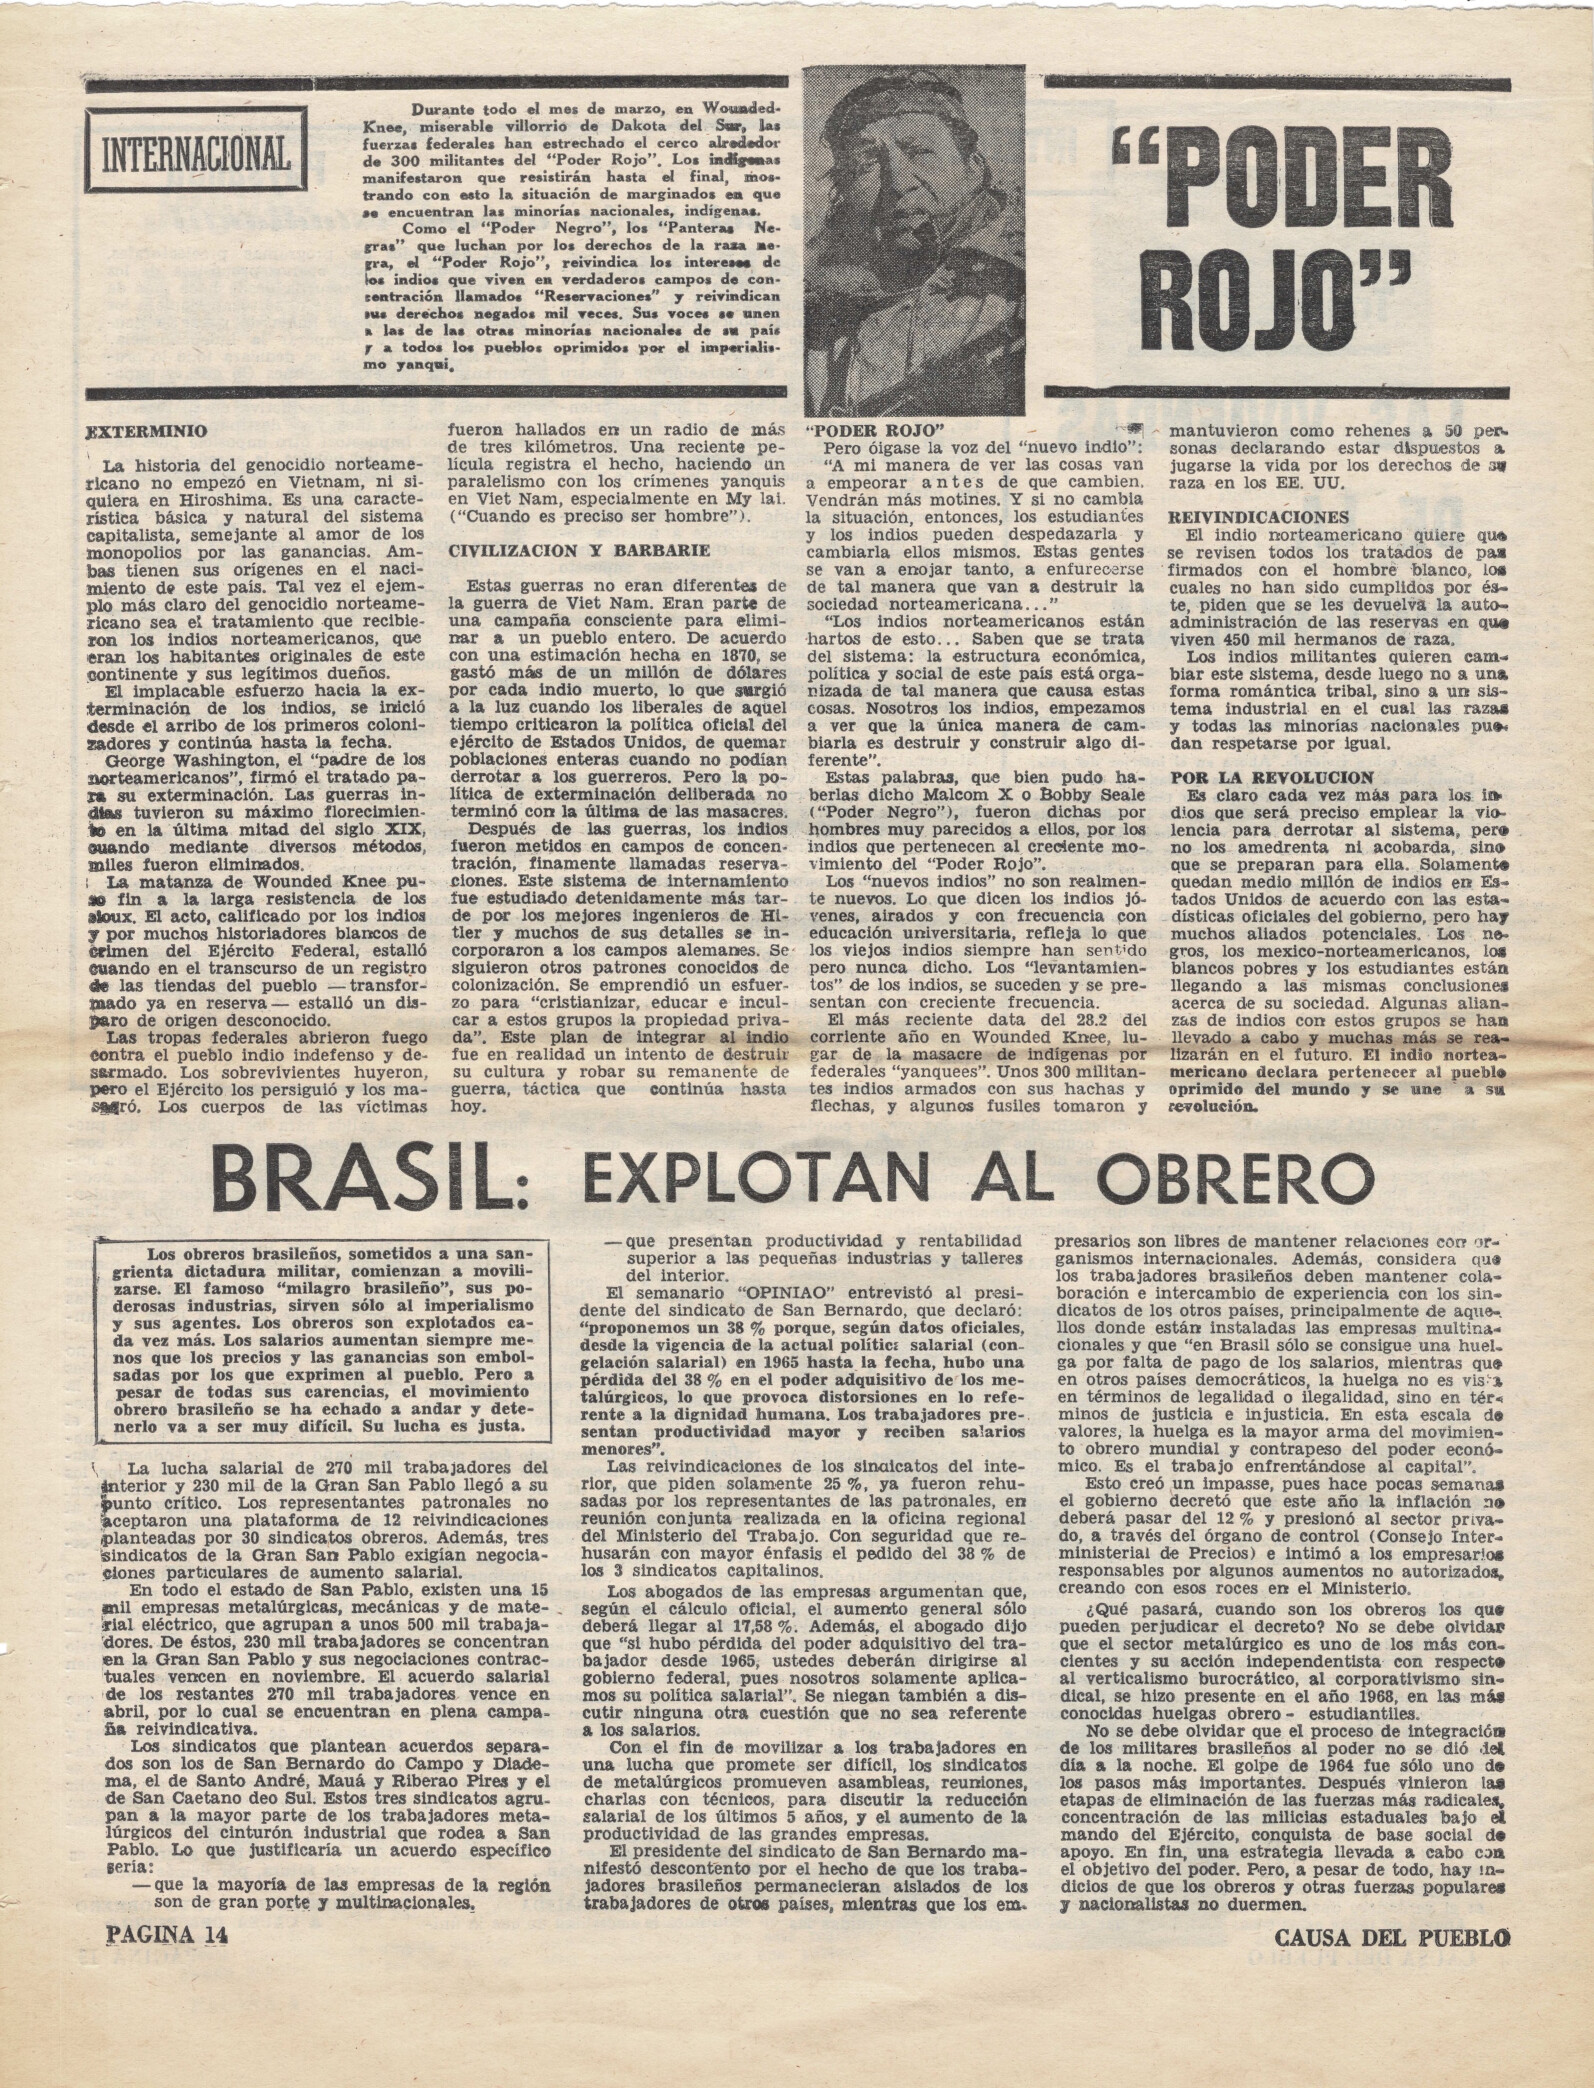 INTERNACIONAL
Durante todo el mes de marzo, en Wounded-
Knee, miserable villorrio de Dakota del Sur, las
fuerzas federales han estrechado el cerco alrededor
de 300 militantes del "Poder Rojo". Los indígenas
manifestaron que resistirán hasta el final, mos-
trando con esto la situación de marginados en que
se encuentran las minorías nacionales, indígenas.
Como el "Poder Negro", los "Panteras Ne-
gras" que luchan por los derechos de la raza ne-
gra, el "Poder Rojo", reivindica los intereses de
los indios que viven en verdaderos campos de con-
centración llamados "Reservaciones" y reivindican
sus derechos negados mil veces. Sus voces se unen
a las de las otras minorías nacionales de su país
y a todos los pueblos oprimidos por el imperialis-
mo yanqui.
"PODER
ROJO"
EXTERMINIO
La historia del genocidio norteame-
ricano no empezó en Vietnam, ni si-
quiera en Hiroshima. Es una caracte-
rística básica y natural del sistema
capitalista, semejante al amor de los
monopolios por las ganancias. Am-
bas tienen sus orígenes en el naci-
miento de este país. Tal vez el ejem-
plo más claro del genocidio norteame-
ricano sea el tratamiento que recibie-
ron los indios norteamericanos, que
eran los habitantes originales de este
continente y sus legítimos dueños.
El implacable esfuerzo hacia la ex-
terminación de los indios, se inició
desde el arribo de los primeros coloni-
zadores y continúa hasta la fecha.
George Washington, el "padre de los
norteamericanos", firmó el tratado pa-
ra su exterminación. Las guerras in-
dias tuvieron su máximo florecimien-
to en la última mitad del siglo XIX,
cuando mediante diversos métodos,
miles fueron eliminados.
La matanza de Wounded Knee pu-
so fin a la larga resistencia de los
sioux. El acto, calificado por los indios
y por muchos historiadores blancos de
crimen del Ejército Federal, estalló
cuando en el transcurso de un registro
de las tiendas del pueblo —transfor-
mado ya en reserva— estalló un dis-
paro de origen desconocido.
Las tropas federales abrieron fuego
contra el pueblo indio indefenso y de-
sarmado. Los sobrevivientes huyeron,
pero el Ejército los persiguió y los ma-
sacró. Los cuerpos de las víctimas
fueron hallados en un radio de más
de tres kilómetros. Una reciente pe-
lícula registra el hecho, haciendo un
paralelismo con los crímenes yanquis
en Viet Nam, especialmente en My lai.
("Cuando es preciso ser hombre").
CIVILIZACION Y BARBARIE
Estas guerras no eran diferentes de
la guerra de Viet Nam. Eran parte de
una campaña consciente para elimi-
nar a un pueblo entero. De acuerdo
con una estimación hecha en 1870, se
gastó más de un millón de dólares
por cada indio muerto, lo que surgió
a la luz cuando los liberales de aquel
tiempo criticaron la política oficial del
ejército de Estados Unidos, de quemar
poblaciones enteras cuando no podían
derrotar a los guerreros. Pero la po-
lítica de exterminación deliberada no
terminó con la última de las masacres.
Después de las guerras, los indios
fueron metidos en campos de concen-
tración, finamente llamadas reserva-
ciones. Este sistema de internamiento
fue estudiado detenidamente más tar-
de por los mejores ingenieros de Hi-
tler y muchos de sus detalles se in-
corporaron a los campos alemanes. Se
siguieron otros patrones conocidos de
colonización. Se emprendió un esfuer-
zo para "cristianizar, educar e incul-
car a estos grupos la propiedad priva-
da". Este plan de integrar al indio
fue en realidad un intento de destruir
su cultura y robar su remanente de
guerra, táctica que continúa hasta
hoy.
"PODER ROJO"
Pero óigase la voz del "nuevo indio":
"A mi manera de ver las cosas van
a empeorar antes de que cambien.
Vendrán más motines. Y si no cambia
la situación, entonces, los estudiantes
y los indios pueden despedazarla y
cambiarla ellos mismos. Estas gentes
se van a enojar tanto, a enfurecerse
de tal manera que van a destruir la
sociedad norteamericana..."
"Los indios norteamericanos están
hartos de esto... Saben que se trata
del sistema: la estructura económica,
política y social de este país está orga-
nizada de tal manera que causa estas
cosas. Nosotros los indios, empezamos
a ver que la única manera de cam-
biarla es destruir y construir algo di-
ferente".
Estas palabras, que bien pudo ha-
berlas dicho Malcom X o Bobby Seale
("Poder Negro"), fueron dichas por
hombres muy parecidos a ellos, por los
indios que pertenecen al creciente mo-
vimiento del "Poder Rojo".
Los "nuevos indios" no son realmen-
te nuevos. Lo que dicen los indios jó-
venes, airados y con frecuencia con
educación universitaria, refleja lo que
los viejos indios siempre han sentido
pero nunca dicho. Los "levantamien-
tos" de los indios, se suceden y se pre-
sentan con creciente frecuencia.
El más reciente data del 28.2 del
corriente año en Wounded Knee, lu-
gar de la masacre de indígenas por
federales "yanquees". Unos 300 militan-
tes indios armados con sus hachas y
flechas, y algunos fusiles tomaron y
mantuvieron como rehenes a 50 per-
sonas declarando estar dispuestos a
jugarse la vida por los derechos de su
raza en los EE. UU.
REIVINDICACIONES
El indio norteamericano quiere que
se revisen todos los tratados de paz
firmados con el hombre blanco, los
cuales no han sido cumplidos por és-
te, piden que se les devuelva la auto-
administración de las reservas en que
viven 450 mil hermanos de raza.
Los indios militantes quieren cam-
biar este sistema, desde luego no a una
forma romántica tribal, sino a un sis-
tema industrial en el cual las razas
y todas las minorías nacionales pue-
dan respetarse por igual.
POR LA REVOLUCION
Es claro cada vez más para los in-
dios que será preciso emplear la vio-
lencia para derrotar al sistema, pero
no los amedrenta ni acobarda, sino
que se preparan para ella. Solamente
quedan medio millón de indios en Es-
tados Unidos de acuerdo con las esta-
dísticas oficiales del gobierno, pero hay
muchos aliados potenciales. Los ne-
gros, los mexico-norteamericanos, los
blancos pobres y los estudiantes están
llegando a las mismas conclusiones
acerca de su sociedad. Algunas alian-
zas de indios con estos grupos se han
llevado a cabo y muchas más se rea-
lizarán en el futuro. El indio nortea-
mericano declara pertenecer al pueblo
oprimido del mundo y se une a su
revolución.
BRASIL: EXPLOTAN AL OBRERO
Los obreros brasileños, sometidos a una san-
grienta dictadura militar, comienzan a movili-
zarse. El famoso "milagro brasileño", sus po-
derosas industrias, sirven sólo al imperialismo
y sus agentes. Los obreros son explotados ca-
da vez más. Los salarios aumentan siempre me-
nos que los precios y las ganancias son embol-
sadas por los que exprimen al pueblo. Pero a
pesar de todas sus carencias, el movimiento
obrero brasileño se ha echado a andar y dete-
nerlo va a ser muy difícil. Su lucha es justa.
La lucha salarial de 270 mil trabajadores del
interior y 230 mil de la Gran San Pablo llegó a su
punto crítico. Los representantes patronales no
aceptaron una plataforma de 12 reivindicaciones
planteadas por 30 sindicatos obreros. Además, tres
sindicatos de la Gran San Pablo exigían negocia-
ciones particulares de aumento salarial.
En todo el estado de San Pablo, existen una 15
mil empresas metalúrgicas, mecánicas y de mate-
rial eléctrico, que agrupan a unos 500 mil trabaja-
dores. De éstos, 230 mil trabajadores se concentran
en la Gran San Pablo y sus negociaciones contrac-
tuales vencen en noviembre. El acuerdo salarial
de los restantes 270 mil trabajadores vence en
abril, por lo cual se encuentran en plena campa-
ña reivindicativa.
Los sindicatos que plantean acuerdos separa-
dos son los de San Bernardo do Campo y Diade-
ma, el de Santo André, Mauá y Riberao Pires y el
de San Caetano deo Sul. Estos tres sindicatos agru-
pan a la mayor parte de los trabajadores meta-
lúrgicos del cinturón industrial que rodea a San
Pablo. Lo que justificaría un acuerdo específico
sería:
—que la mayoría de las empresas de la región
son de gran porte y multinacionales.
—que presentan productividad y rentabilidad
superior a las pequeñas industrias y talleres
del interior.
El semanario "OPINIAO" entrevistó al presi-
dente del sindicato de San Bernardo, que declaró:
"proponemos un 38 % porque, según datos oficiales,
desde la vigencia de la actual política salarial (con-
gelación salarial) en 1965 hasta la fecha, hubo una
pérdida del 38 % en el poder adquisitivo de los me-
talúrgicos, lo que provoca distorsiones en lo refe-
rente a la dignidad humana. Los trabajadores pre-
sentan productividad mayor y reciben salarios
menores".
Las reivindicaciones de los sindicatos del inte-
rior, que piden solamente 25 %, ya fueron rehu-
sadas por los representantes de las patronales, en
reunión conjunta realizada en la oficina regional
del Ministerio del Trabajo. Con seguridad que re-
husarán con mayor énfasis el pedido del 38 % de
los 3 sindicatos capitalinos.
Los abogados de las empresas argumentan que,
según el cálculo oficial, el aumento general sólo
deberá llegar al 17,58 %. Además, el abogado dijo
que "si hubo pérdida del poder adquisitivo del tra-
bajador desde 1965, ustedes deberán dirigirse al
gobierno federal, pues nosotros solamente aplica-
mos su política salarial". Se niegan también a dis-
cutir ninguna otra cuestión que no sea referente
a los salarios.
Con el fin de movilizar a los trabajadores en
una lucha que promete ser difícil, los sindicatos
de metalúrgicos promueven asambleas, reuniones,
charlas con técnicos, para discutir la reducción
salarial de los últimos 5 años, y el aumento de la
productividad de las grandes empresas.
El presidente del sindicato de San Bernardo ma-
nifestó descontento por el hecho de que los traba-
jadores brasileños permanecieran aislados de los
trabajadores de otros países, mientras que los em-
presarios son libres de mantener relaciones con or-
ganismos internacionales. Además, considera que
los trabajadores brasileños deben mantener cola-
boración e intercambio de experiencia con los sin-
dicatos de los otros países, principalmente de aque-
llos donde están instaladas las empresas multina-
cionales y que "en Brasil sólo se consigue una huel-
ga por falta de pago de los salarios, mientras que
en otros países democráticos, la huelga no es vista
en términos de legalidad o ilegalidad, sino en tér-
minos de justicia e injusticia. En esta escala de
valores, la huelga es la mayor arma del movimien-
to obrero mundial y contrapeso del poder econó-
mico. Es el trabajo enfrentándose al capital".
Esto creó un impasse, pues hace pocas semanas
el gobierno decretó que este año la inflación no
deberá pasar del 12 % y presionó al sector priva-
do, a través del órgano de control (Consejo Inter-
ministerial de Precios) e intimó a los empresarios
responsables por algunos aumentos no autorizados,
creando con esos roces en el Ministerio.
¿Qué pasará, cuando son los obreros los que
pueden perjudicar el decreto? No se debe olvidar
que el sector metalúrgico es uno de los más con-
cientes y su acción independentista con respecto
al verticalismo burocrático, al corporativismo sin-
dical, se hizo presente en el año 1968, en las más
conocidas huelgas obrero - estudiantiles.
No se debe olvidar que el proceso de integración
de los militares brasileños al poder no se dió del
día a la noche. El golpe de 1964 fue sólo uno de
los pasos más importantes. Después vinieron las
etapas de eliminación de las fuerzas más radicales,
concentración de las milicias estaduales bajo el
mando del Ejército, conquista de base social de
apoyo. En fin, una estrategia llevada a cabo con
el objetivo del poder. Pero, a pesar de todo, hay in-
dicios de que los obreros y otras fuerzas populares
y nacionalistas no duermen.
PAGINA 14
CAUSA DEL PUEBLO